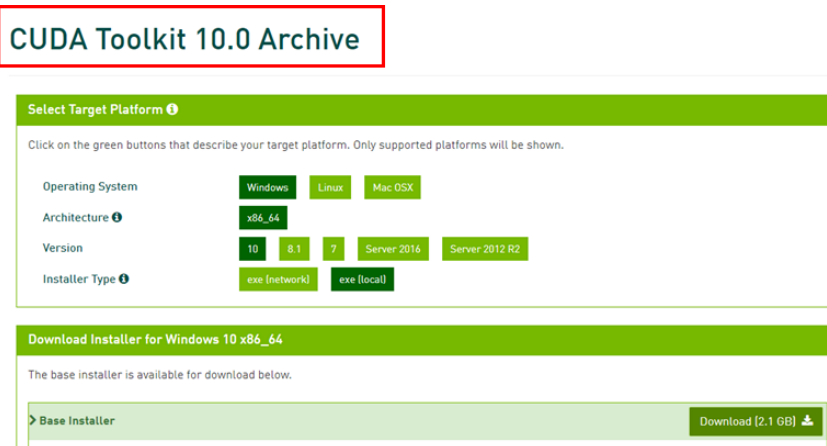 CUDA Toolkit 10.0 Archive
Select Target Platform
Click on the green buttons that describe your target platform. Only supported platforms will be shown.
Operating System Windows Linux Mac OSX
Architecture x86_64
Version 10 8.1 7 Server 2016 Server 2012 R2
Installer Type exe (network) exe (local)
Download Installer for Windows 10 x86_64
The base installer is available for download below.
Base Installer Download (2.1 GB)